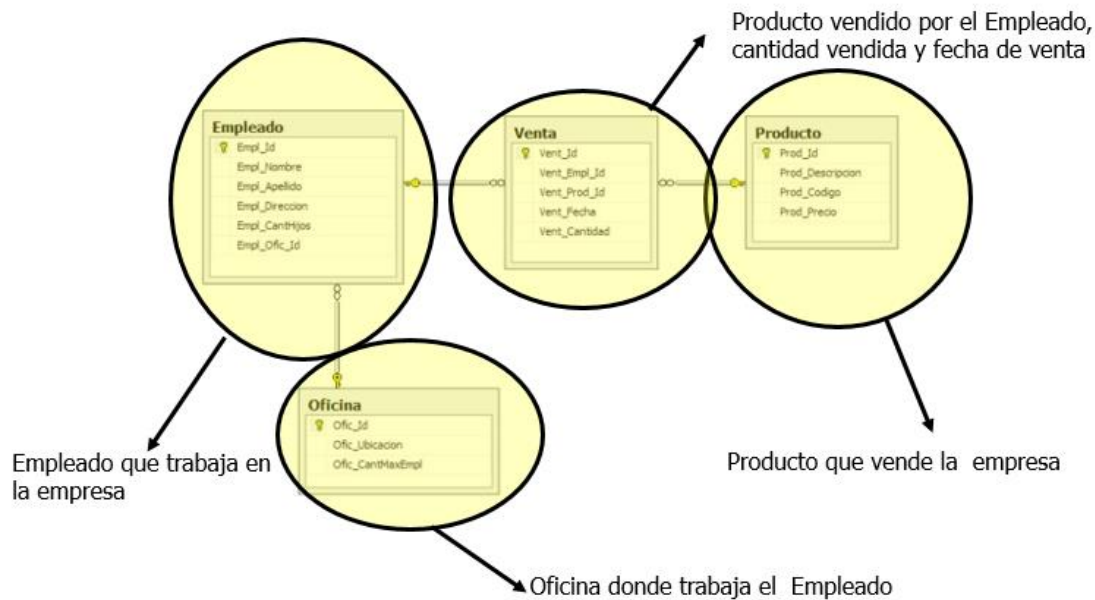 Producto vendido por el Empleado,
cantidad vendida y fecha de venta
Empleado
Empl_Id
Empl_Nombre
Empl_Apellido
Empl_Direccion
Empl_CantHijos
Empl_Ofic_Id
Venta
Vent_Id
Vent_Empl_Id
Vent_Prod_Id
Vent_Fecha
Vent_Cantidad
Producto
Prod_Id
Prod_Descripcion
Prod_Codigo
Prod_Precio
Oficina
Ofic_Id
Ofic_Ubicacion
Ofic_CantMaxEmpl
Empleado que trabaja en
la empresa
Producto que vende la empresa
Oficina donde trabaja el Empleado